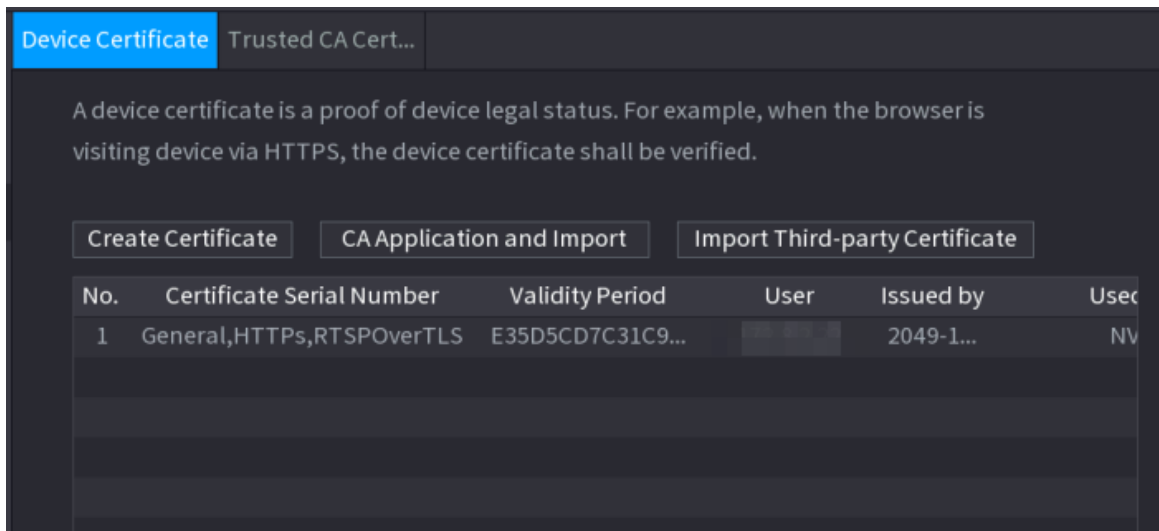 Device Certificate Trusted CA Cert...
A device certificate is a proof of device legal status. For example, when the browser is
visiting device via HTTPS, the device certificate shall be verified.
Create Certificate CA Application and Import Import Third-party Certificate
No. Certificate Serial Number Validity Period User Issued by Used
1 General,HTTPs,RTSPOverTLS E35D5CD7C31C9... 2049-1... NV